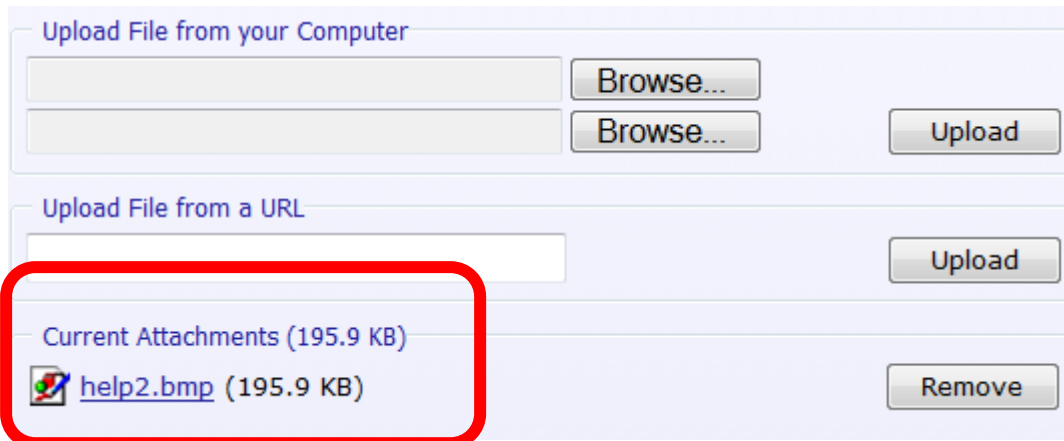 Upload File from your Computer
Browse...
Browse... Upload
Upload File from a URL
Upload
Current Attachments (195.9 KB)
help2.bmp (195.9 KB) Remove